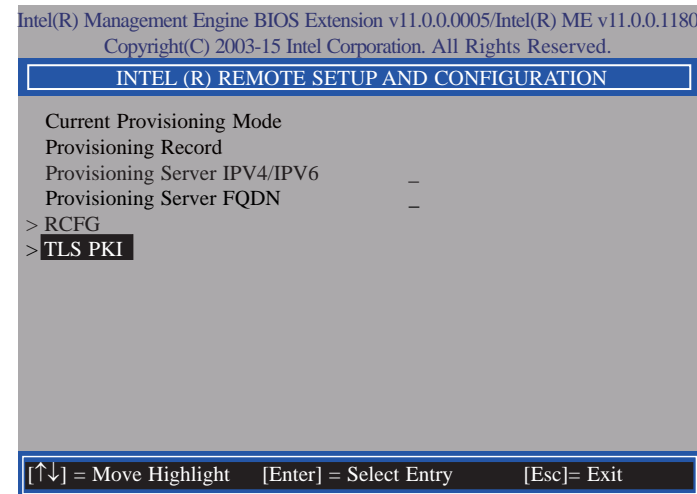 Intel(R) Management Engine BIOS Extension v11.0.0.0005/Intel(R) ME v11.0.0.1180
Copyright(C) 2003-15 Intel Corporation. All Rights Reserved.
INTEL (R) REMOTE SETUP AND CONFIGURATION
Current Provisioning Mode
Provisioning Record
Provisioning Server IPV4/IPV6 _
Provisioning Server FQDN _
> RCFG
> TLS PKI
[↑↓] = Move Highlight [Enter] = Select Entry [Esc]= Exit